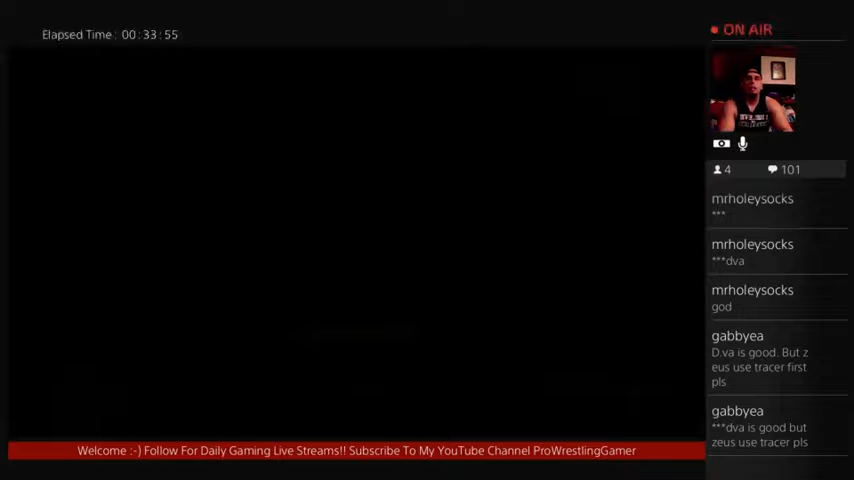 Elapsed Time : 00:33:55
ON AIR
4 101
mrholeysocks
***
mrholeysocks
***dva
mrholeysocks
god
gabbyea
D.va is good. But z
eus use tracer first
pls
gabbyea
***dva is good but
zeus use tracer pls
Welcome :-) Follow For Daily Gaming Live Streams!! Subscribe To My YouTube Channel ProWrestlingGamer